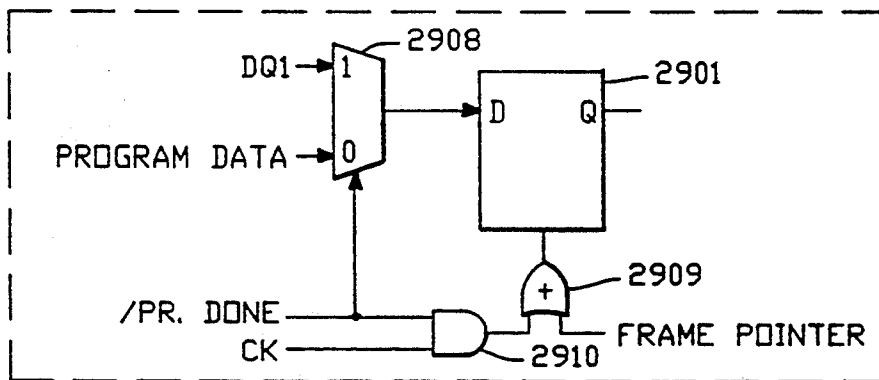 2908
DQ1
1
2901
D
Q
PROGRAM DATA
0
2909
+
/PR. DONE
FRAME POINTER
CK
2910